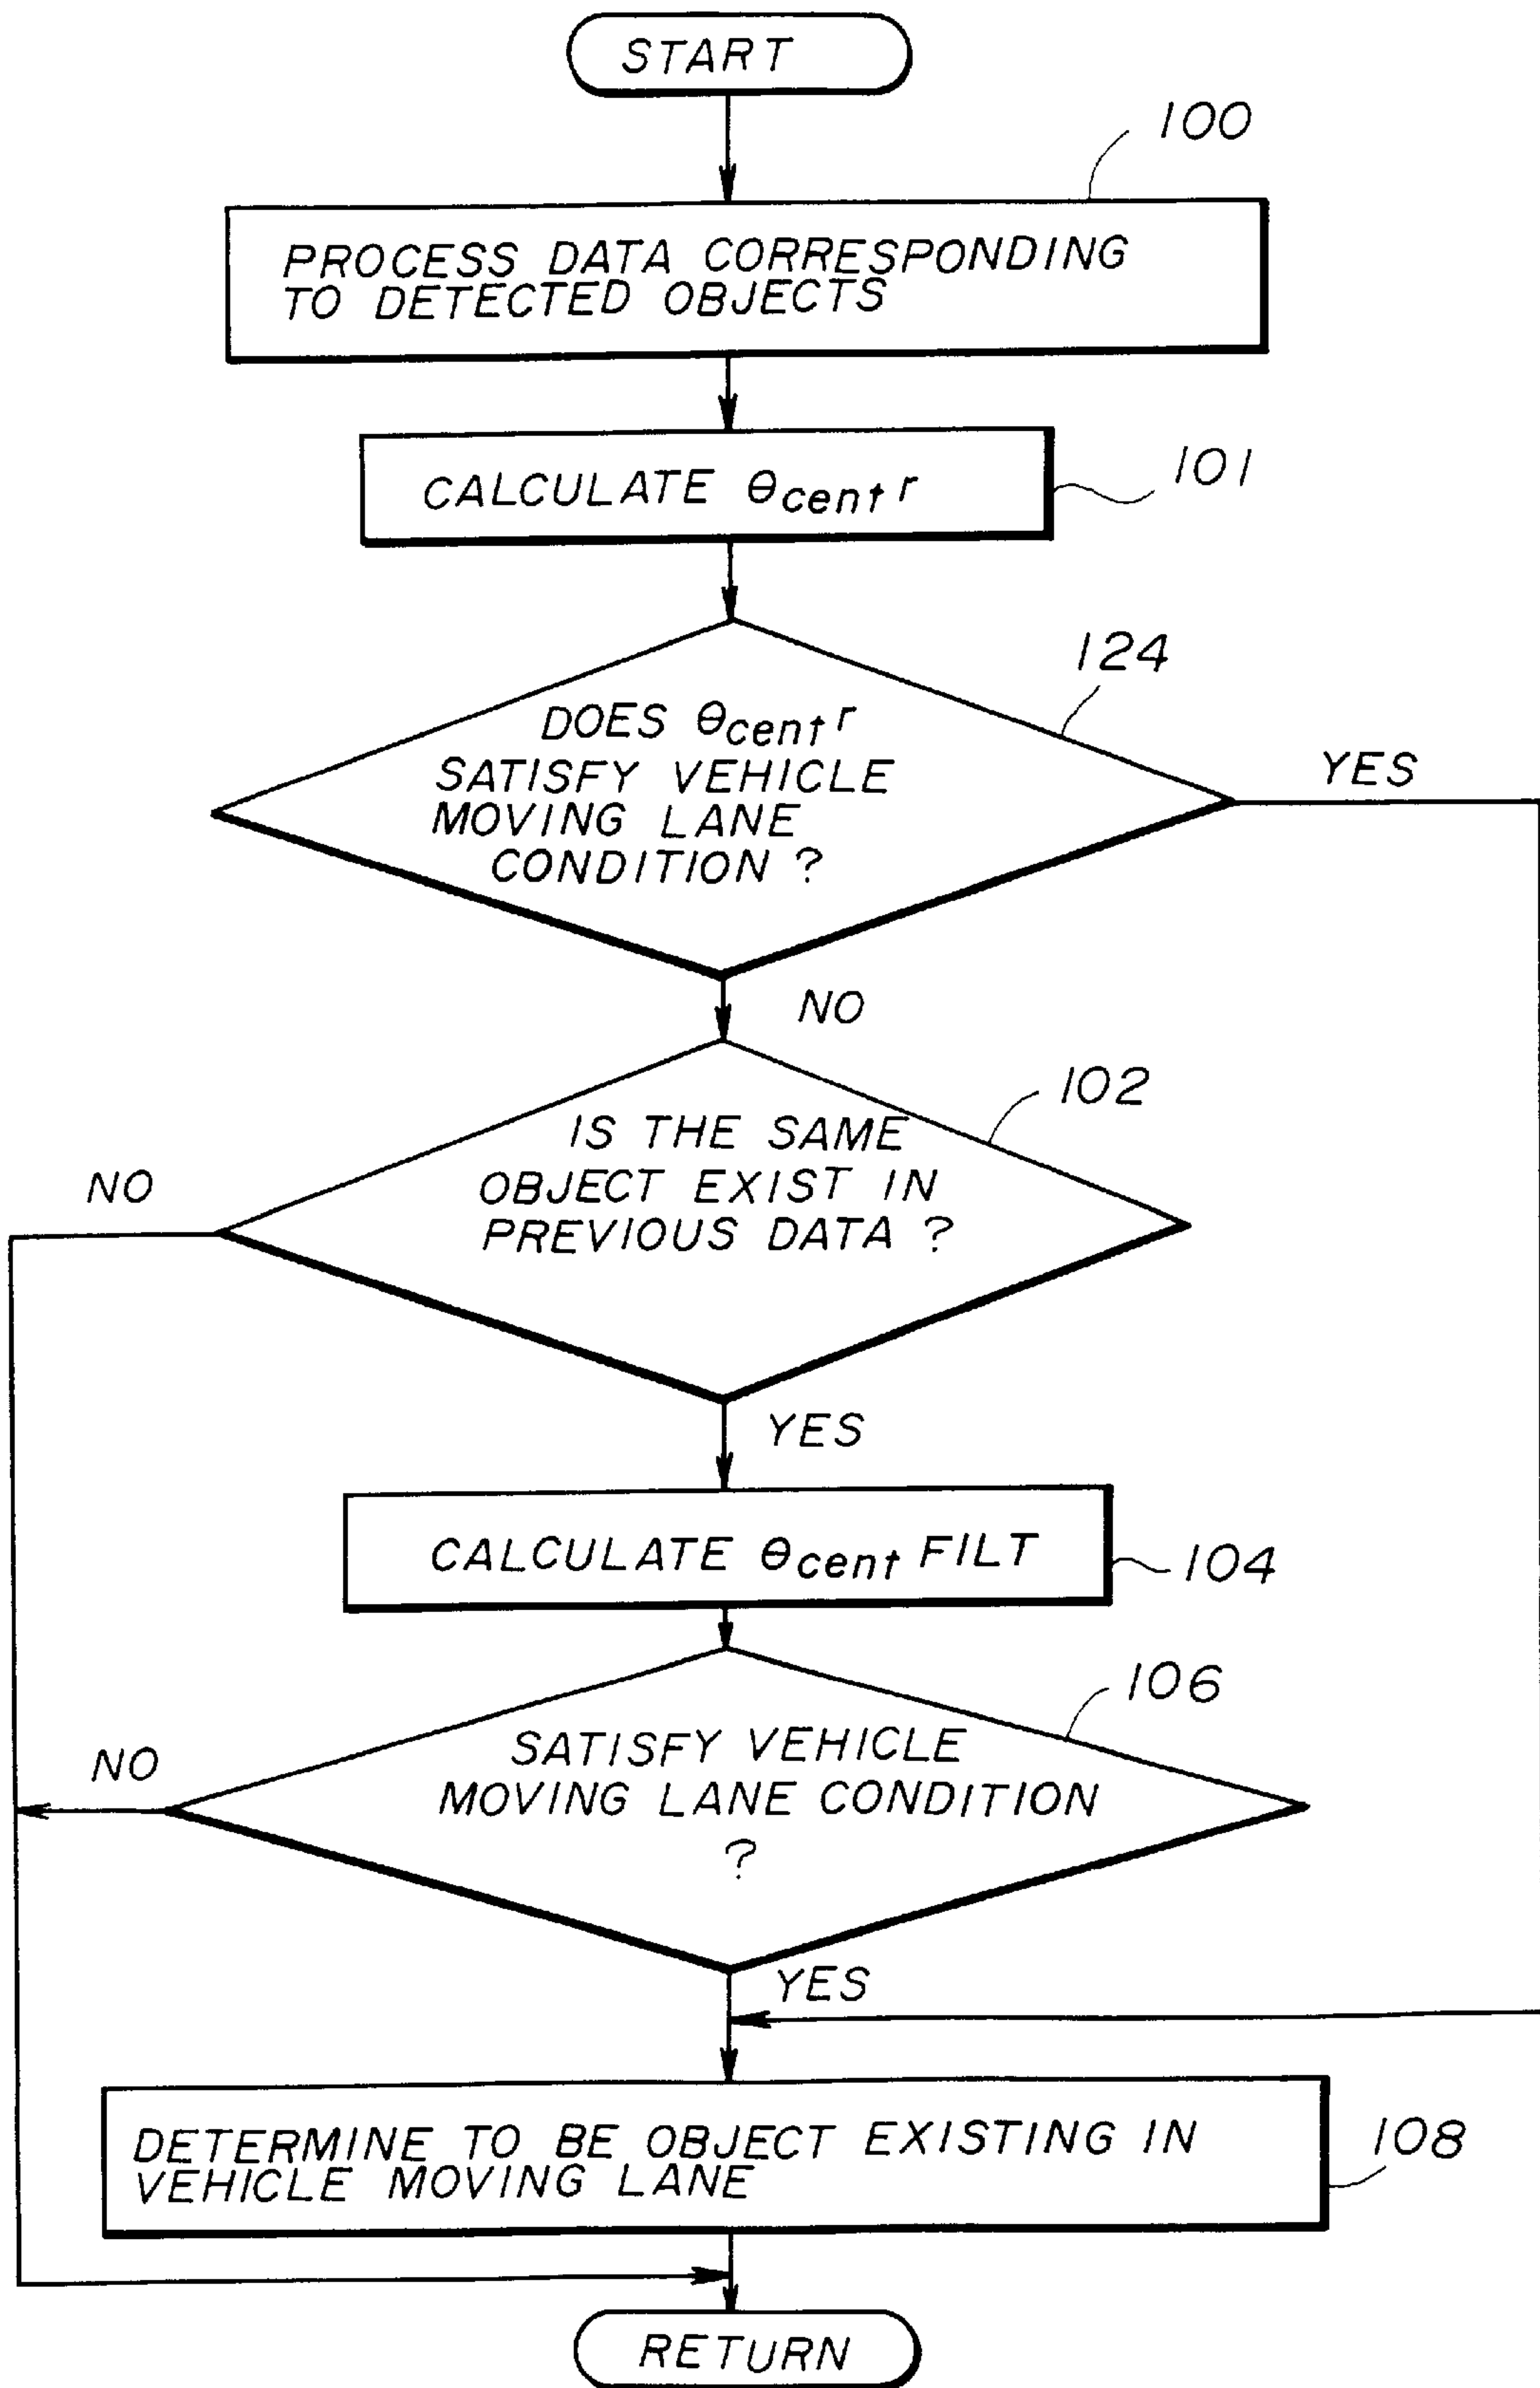 START
100
PROCESS DATA CORRESPONDING
TO DETECTED OBJECTS
CALCULATE θcent r
101
124
DOES θcent r
SATISFY VEHICLE
MOVING LANE
CONDITION ?
YES
NO
102
IS THE SAME
OBJECT EXIST IN
PREVIOUS DATA ?
NO
YES
CALCULATE θcent FILT
104
106
SATISFY VEHICLE
MOVING LANE CONDITION
?
NO
YES
DETERMINE TO BE OBJECT EXISTING IN
VEHICLE MOVING LANE
108
RETURN